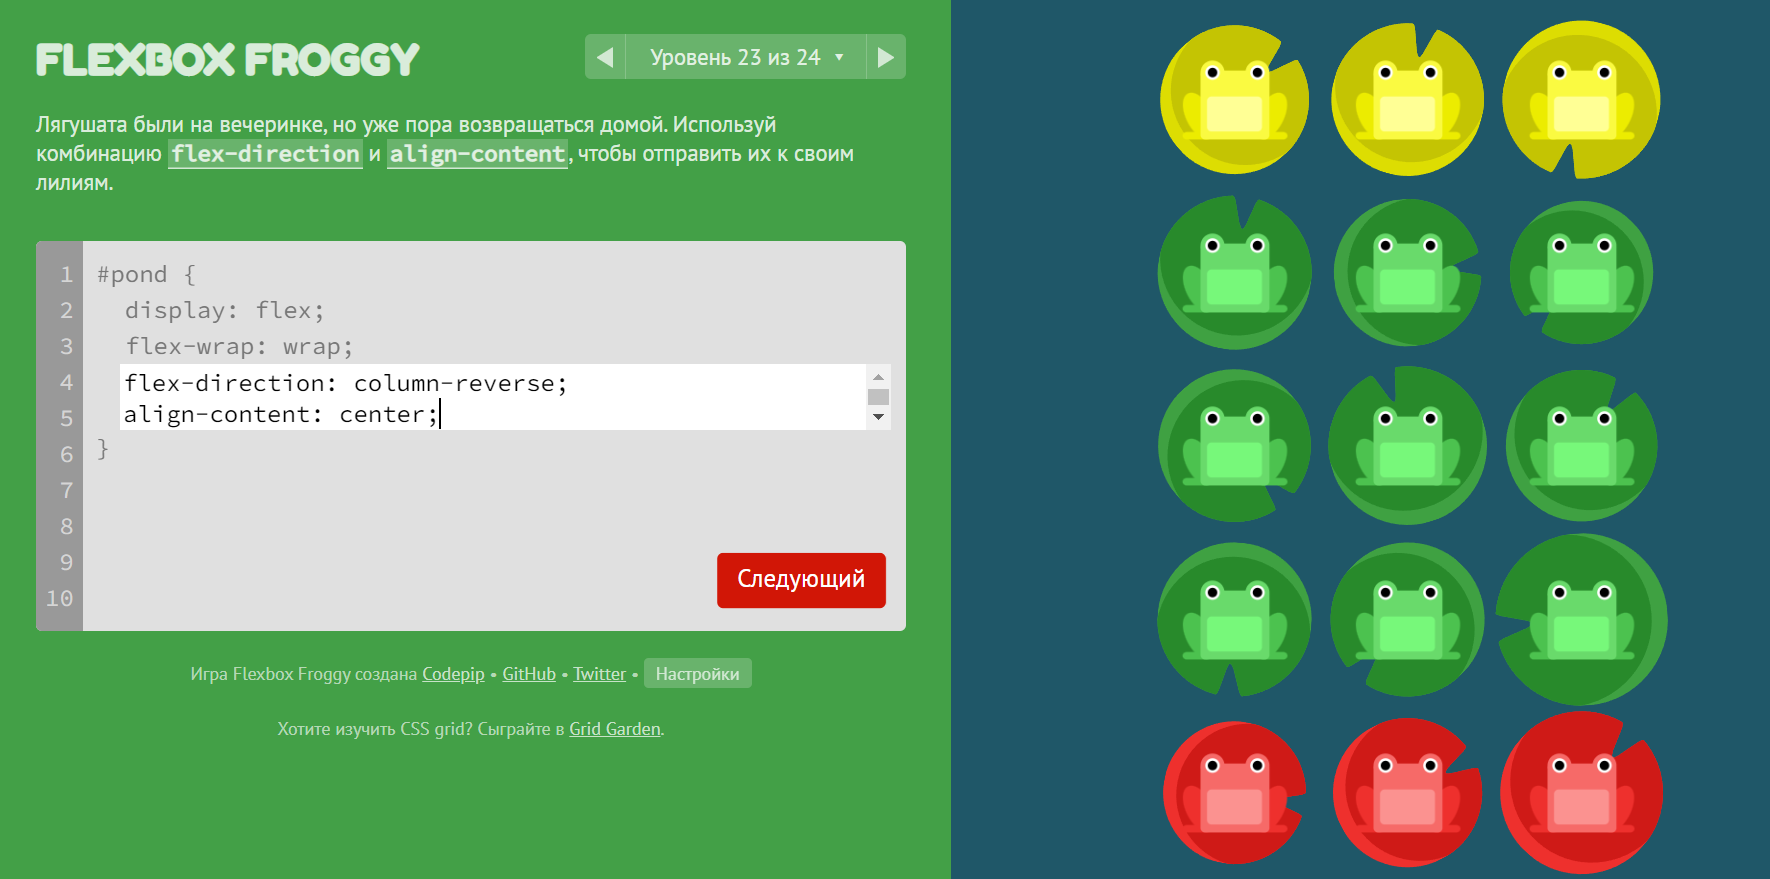 FLEXBOX FROGGY
Уровень 23 из 24
Лягушата были на вечеринке, но уже пора возвращаться домой. Используй
комбинацию flex-direction и align-content, чтобы отправить их к своим
лилиям.
1 #pond {
2 display: flex;
3 flex-wrap: wrap;
4 flex-direction: column-reverse;
5 align-content: center;
6 }
7
8
9
10
Следующий
Игра Flexbox Froggy создана Codepip • GitHub • Twitter • Настройки
Хотите изучить CSS grid? Сыграйте в Grid Garden.